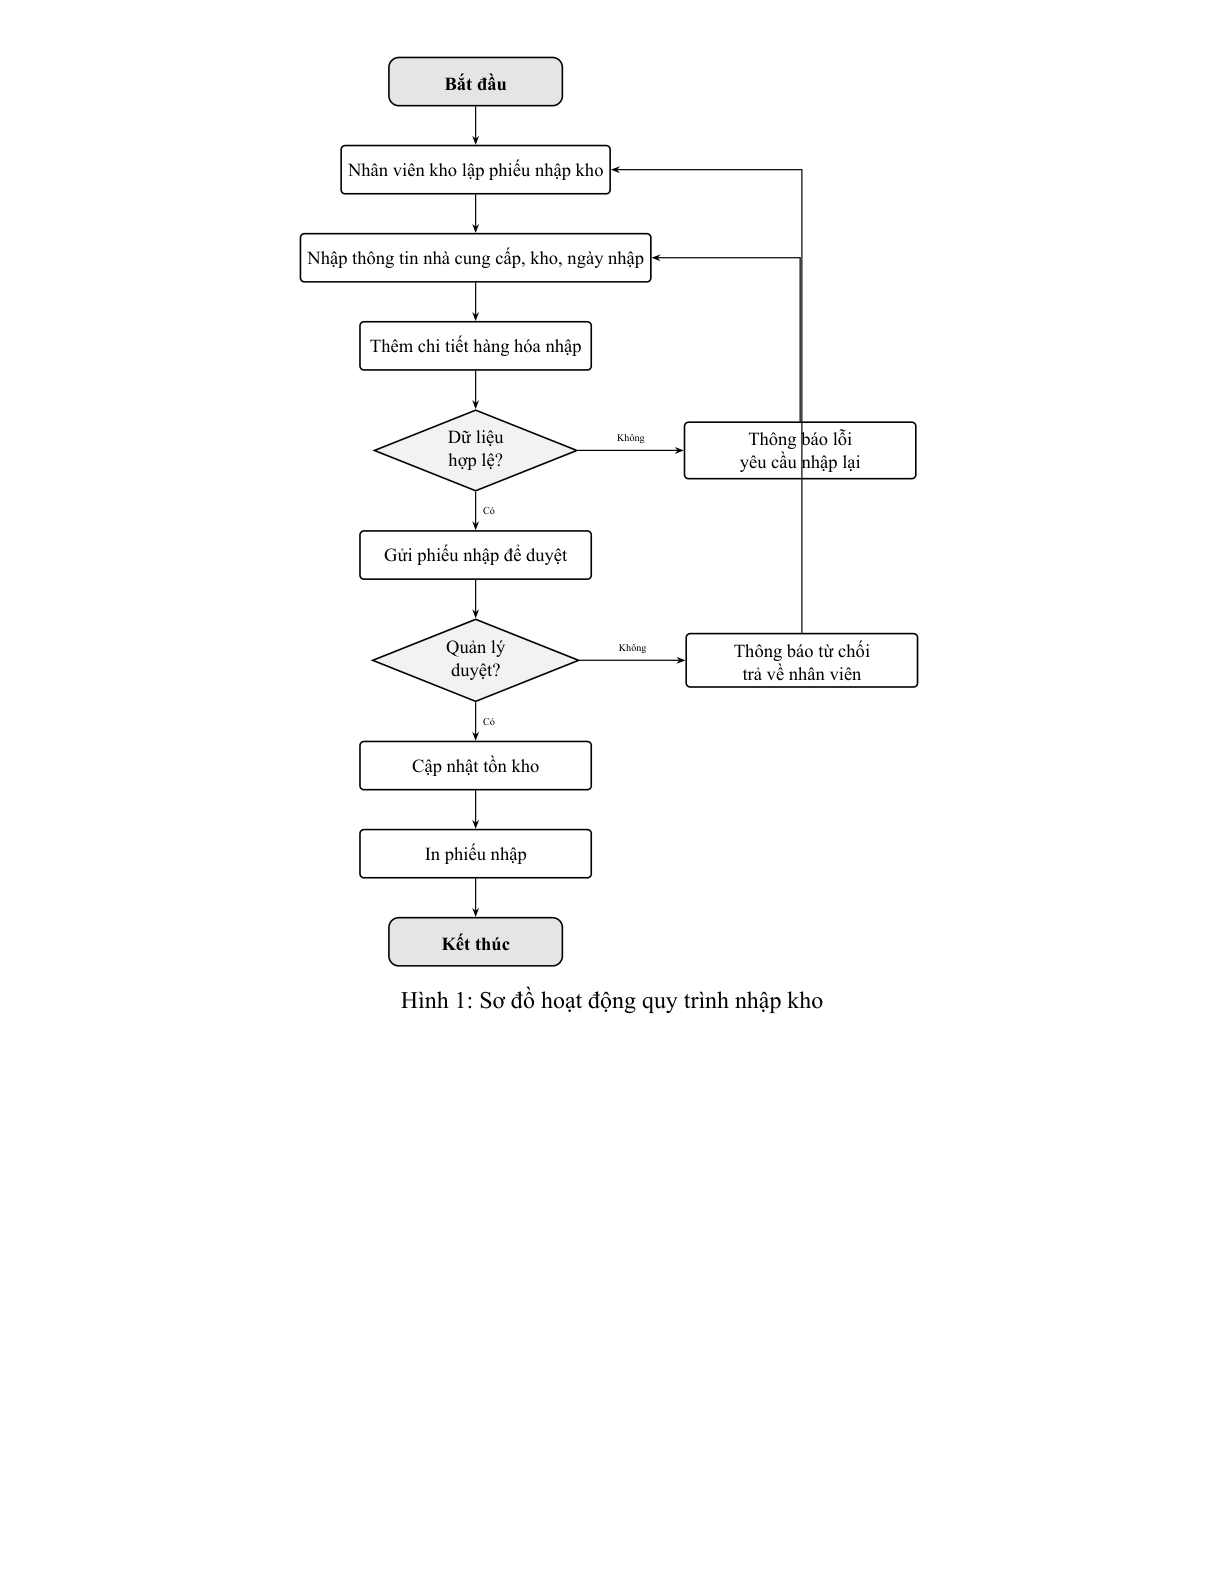 Bắt đầu
Nhân viên kho lập phiếu nhập kho
Nhập thông tin nhà cung cấp, kho, ngày nhập
Thêm chi tiết hàng hóa nhập
Dữ liệu
hợp lệ?
Không
Thông báo lỗi
yêu cầu nhập lại
Có
Gửi phiếu nhập để duyệt
Quản lý
duyệt?
Không
Thông báo từ chối
trả về nhân viên
Có
Cập nhật tồn kho
In phiếu nhập
Kết thúc
Hình 1: Sơ đồ hoạt động quy trình nhập kho